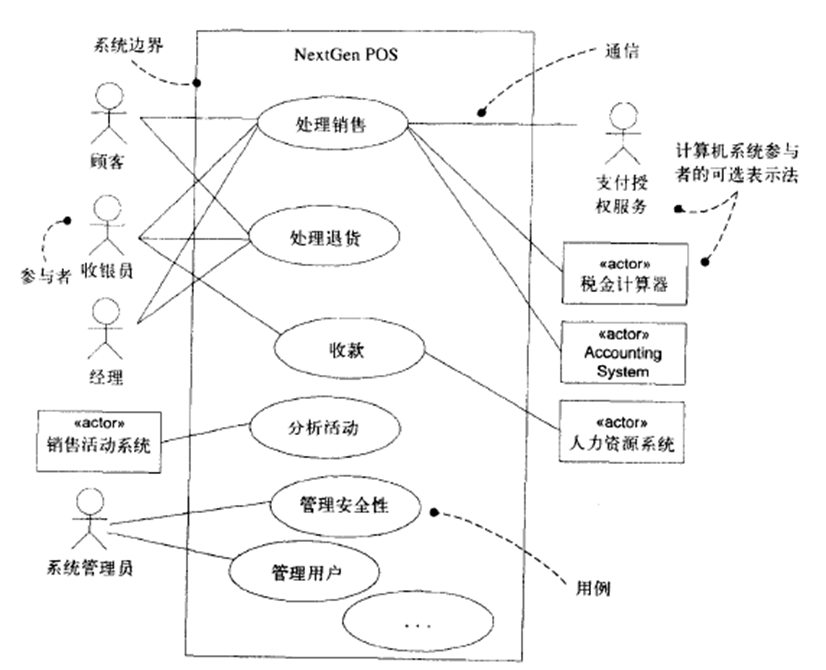 系统边界
NextGen POS
通信
处理销售
顾客
支付授
权服务
计算机系统参与
者的可选表示法
参与者
收银员
处理退货
«actor»
税金计算器
经理
收款
«actor»
Accounting
System
«actor»
销售活动系统
分析活动
«actor»
人力资源系统
管理安全性
系统管理员
管理用户
用例
...